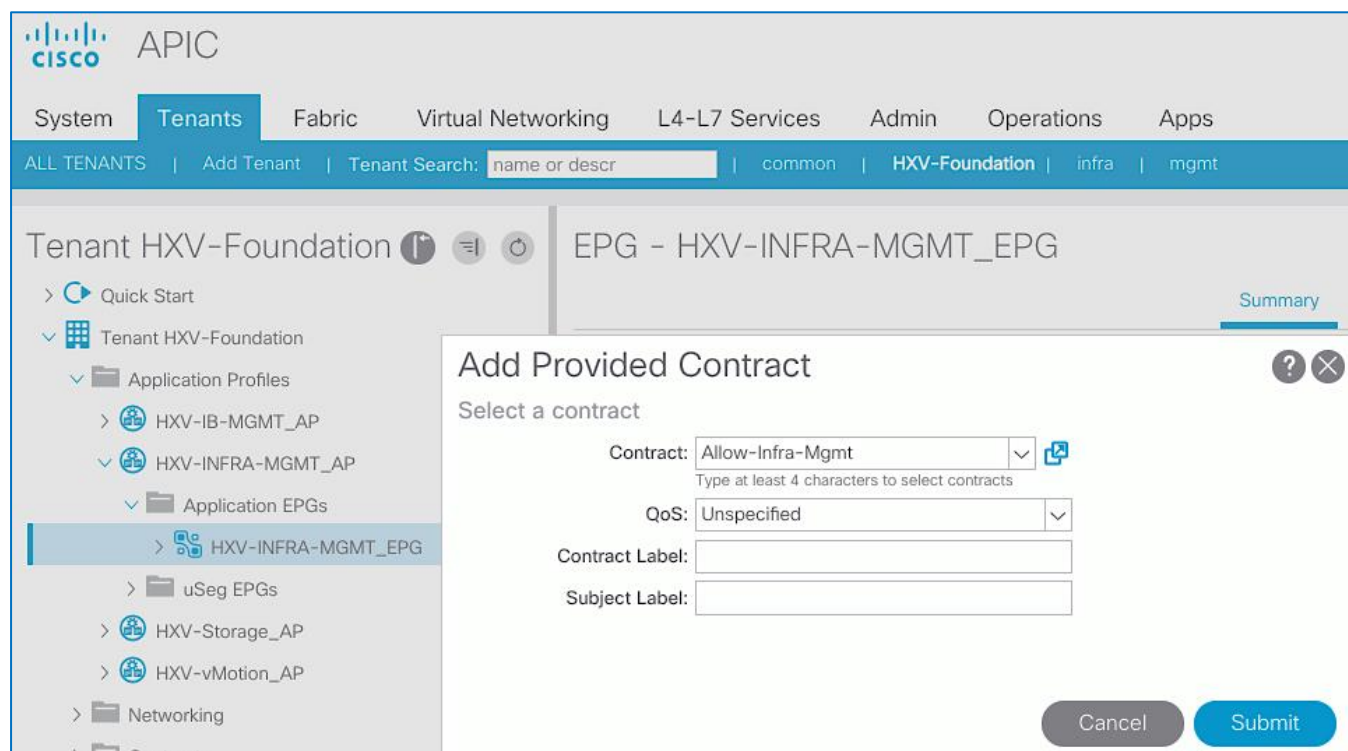 CISCO APIC
System Tenants Fabric Virtual Networking L4-L7 Services Admin Operations Apps
ALL TENANTS | Add Tenant | Tenant Search: name or descr | common | HXV-Foundation | infra | mgmt
Tenant HXV-Foundation
Quick Start
Tenant HXV-Foundation
Application Profiles
HXV-IB-MGMT_AP
HXV-INFRA-MGMT_AP
Application EPGs
HXV-INFRA-MGMT_EPG
uSeg EPGs
HXV-Storage_AP
HXV-vMotion_AP
Networking
EPG - HXV-INFRA-MGMT_EPG
Summary
Add Provided Contract
?
Select a contract
Contract: Allow-Infra-Mgmt
Type at least 4 characters to select contracts
QoS: Unspecified
Contract Label:
Subject Label:
Cancel Submit